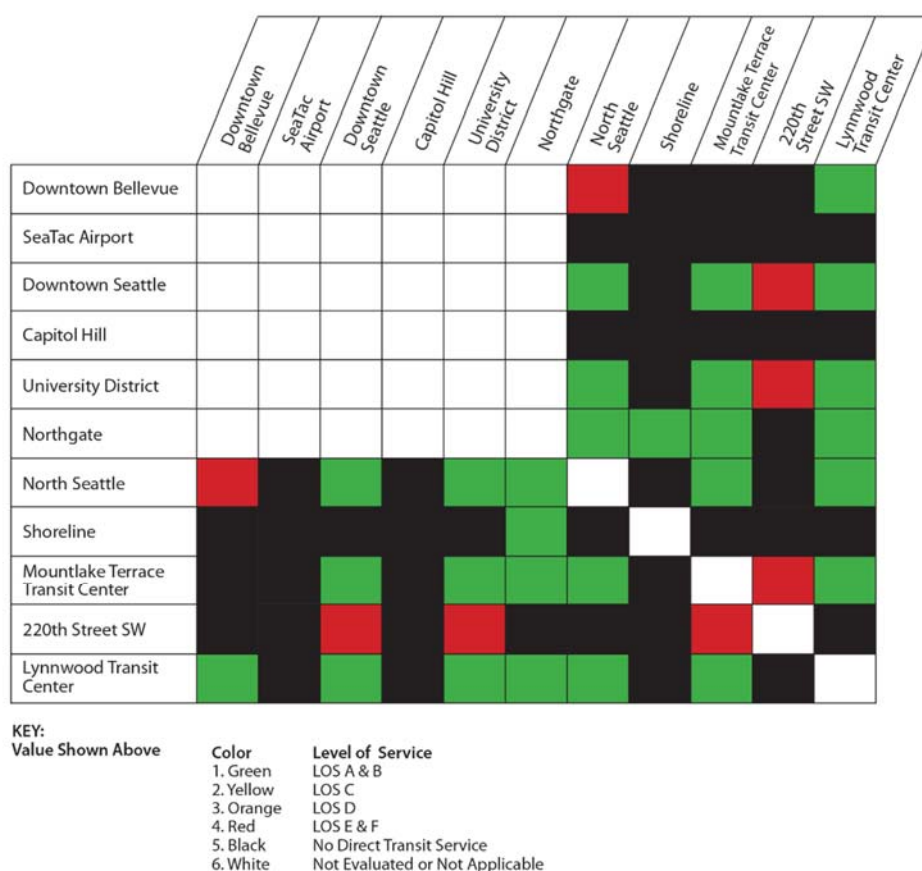 Downtown
Bellevue
SeaTac
Airport
Downtown
Seattle
Capitol Hill
University
District
Northgate
North
Seattle
Shoreline
Mountlake Terrace
Transit Center
220th
Street SW
Lynnwood
Transit Center
Downtown Bellevue
SeaTac Airport
Downtown Seattle
Capitol Hill
University District
Northgate
North Seattle
Shoreline
Mountlake Terrace
Transit Center
220th Street SW
Lynnwood Transit
Center
KEY:
Value Shown Above
Color Level of Service
1. Green LOS A & B
2. Yellow LOS C
3. Orange LOS D
4. Red LOS E & F
5. Black No Direct Transit Service
6. White Not Evaluated or Not Applicable